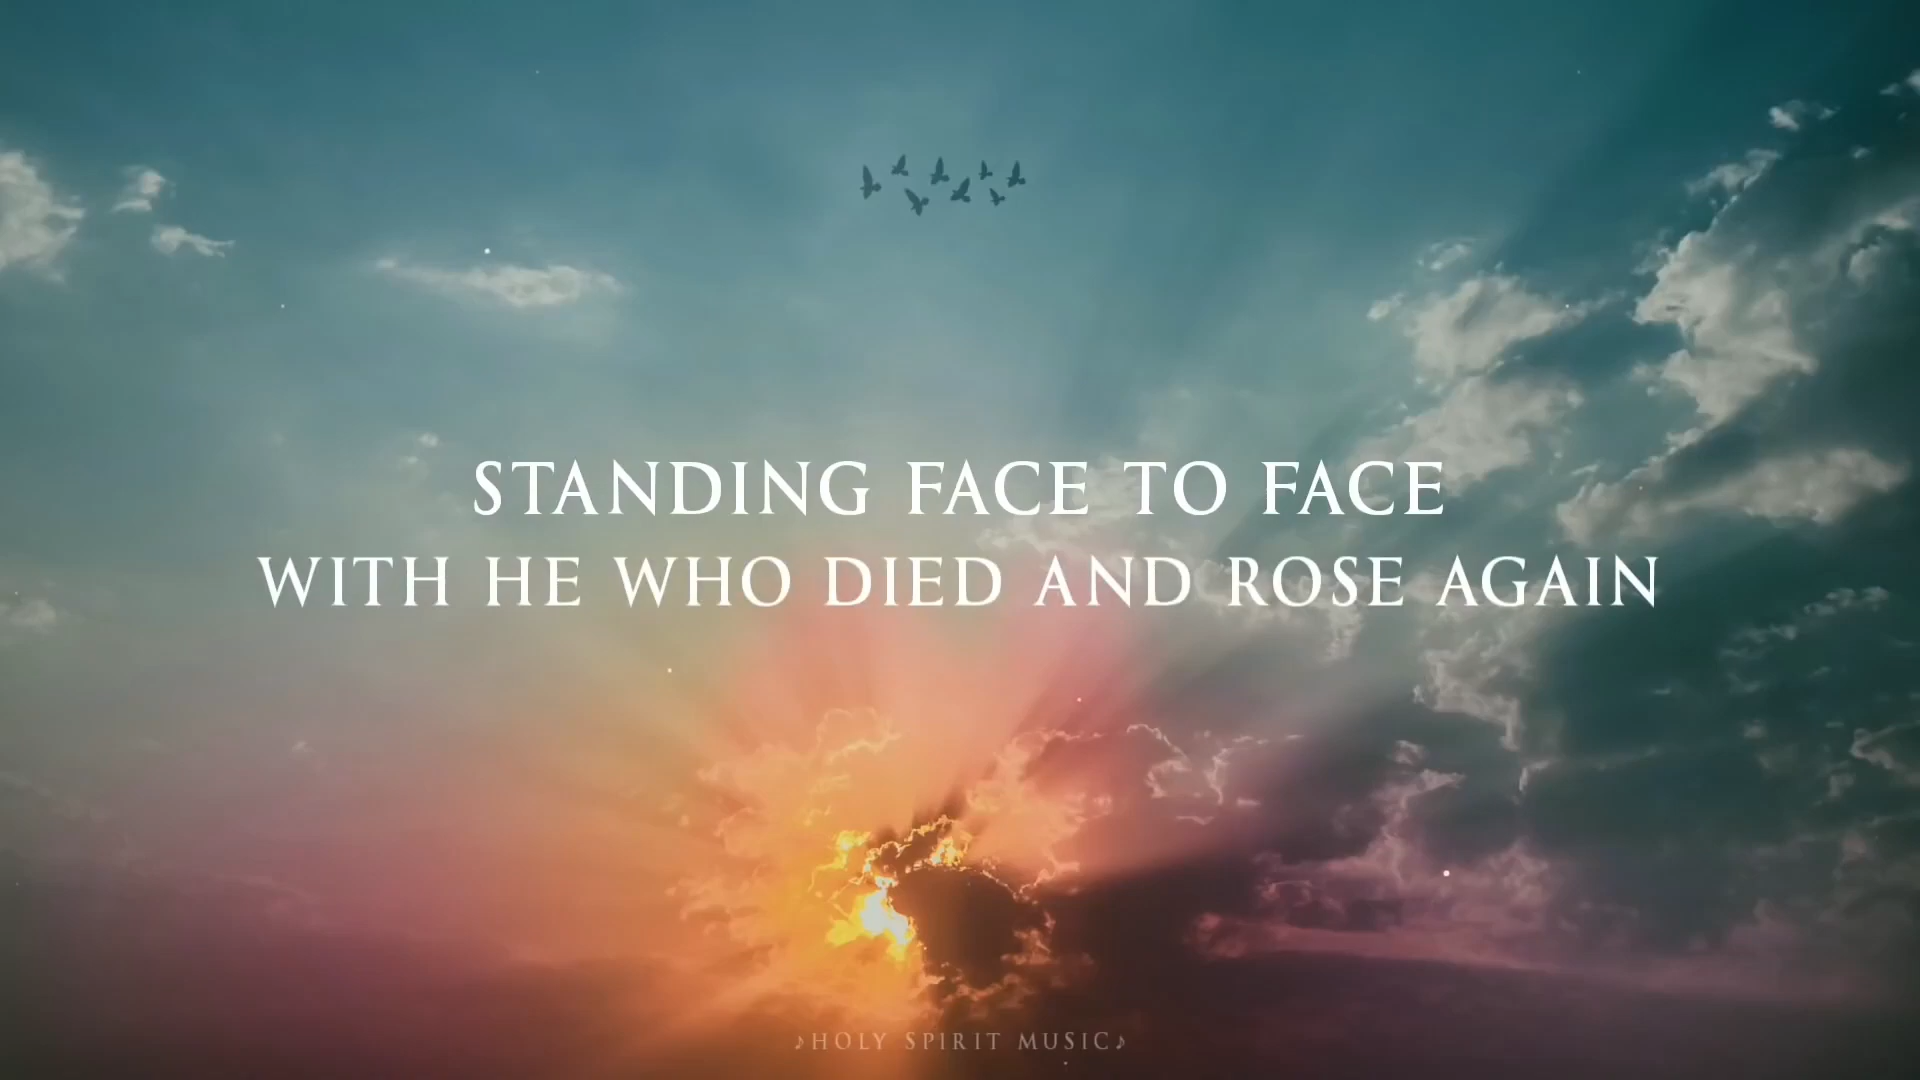 STANDING FACE TO FACE
WITH HE WHO DIED AND ROSE AGAIN
♪HOLY SPIRIT MUSIC♪